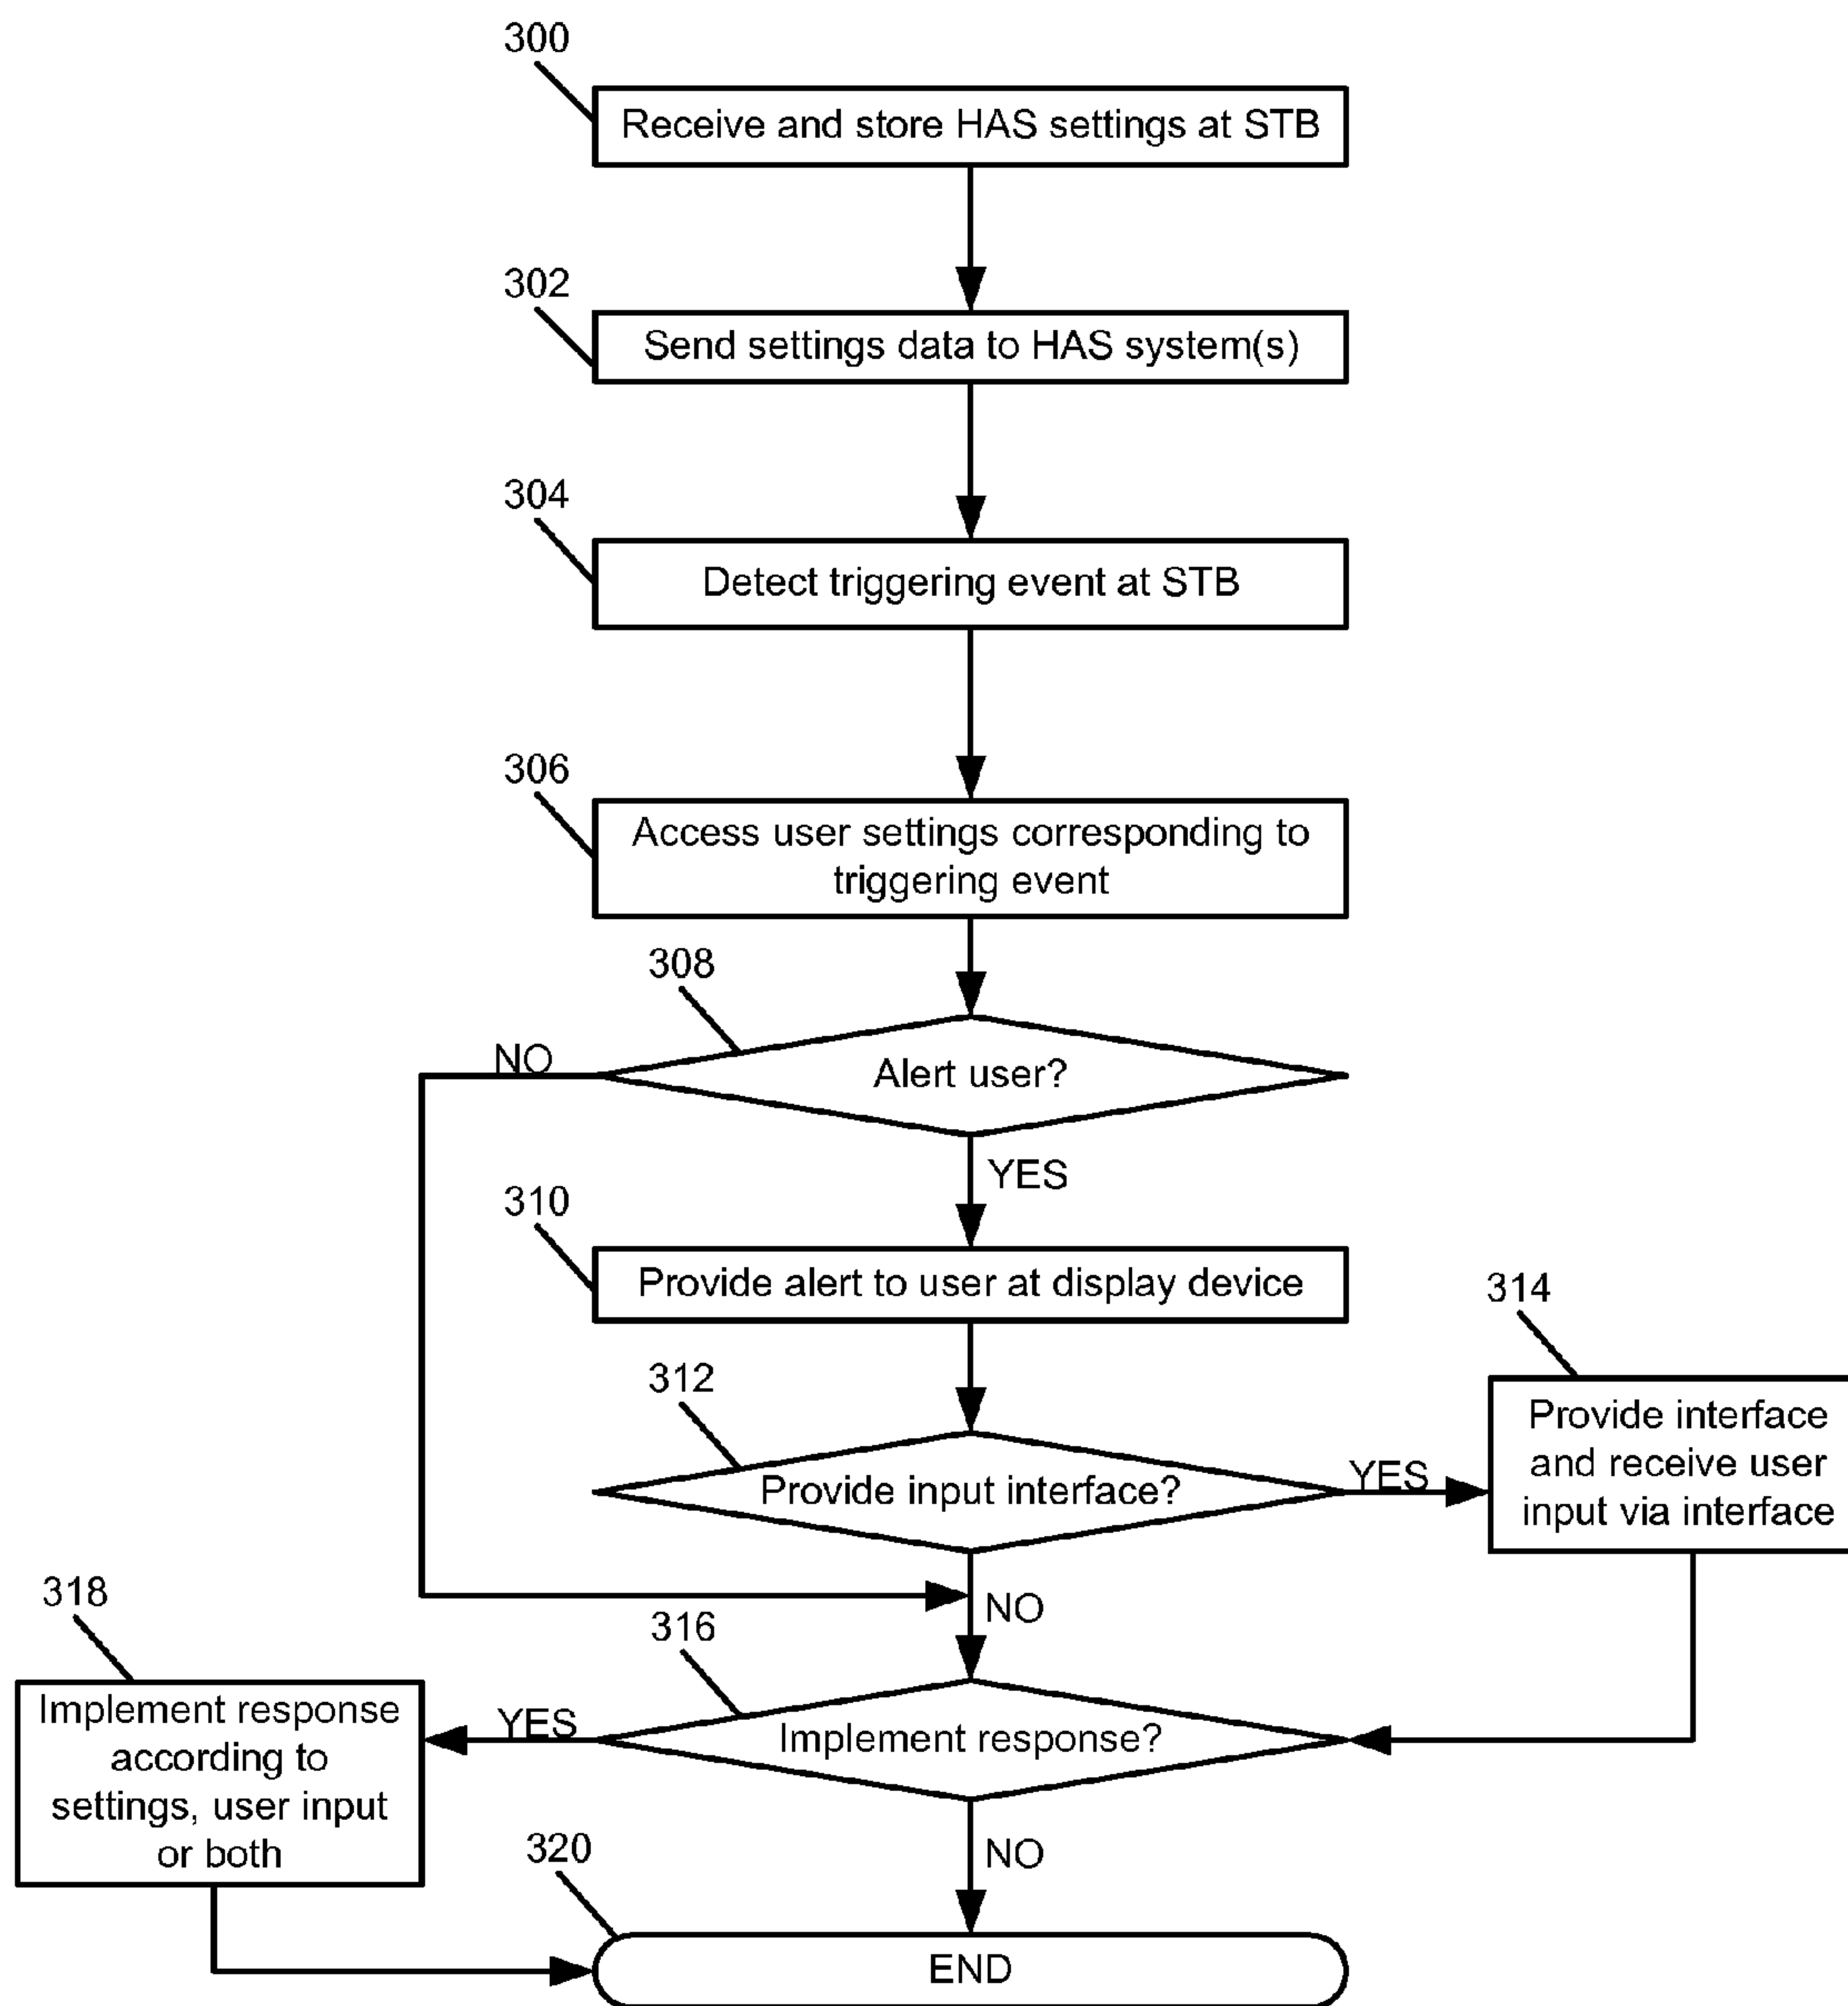 300
Receive and store HAS settings at STB
302
Send settings data to HAS system(s)
304
Detect triggering event at STB
306
Access user settings corresponding to
triggering event
308
NO
Alert user?
YES
310
Provide alert to user at display device
314
312
Provide input interface?
YES
Provide interface
and receive user
input via interface
318
NO
316
Implement response
according to
settings, user input
or both
YES
Implement response?
320
NO
END